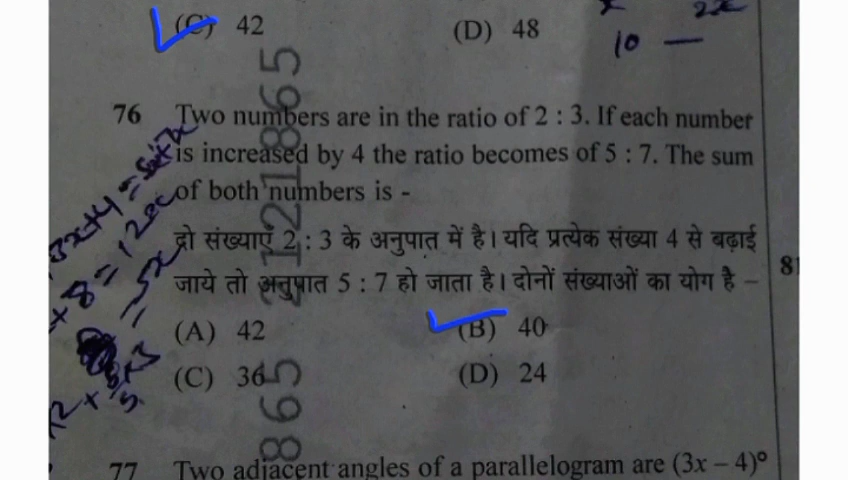 (C) 42 (D) 48
10 —
76 Two numbers are in the ratio of 2 : 3. If each number
is increased by 4 the ratio becomes of 5 : 7. The sum
of both numbers is -
दो संख्याएँ 2 : 3 के अनुपात में है। यदि प्रत्येक संख्या 4 से बढ़ाई
जाये तो अनुपात 5 : 7 हो जाता है। दोनों संख्याओं का योग है –
81
(A) 42 (B) 40
(C) 36 (D) 24
77 Two adjacent angles of a parallelogram are (3x – 4)°